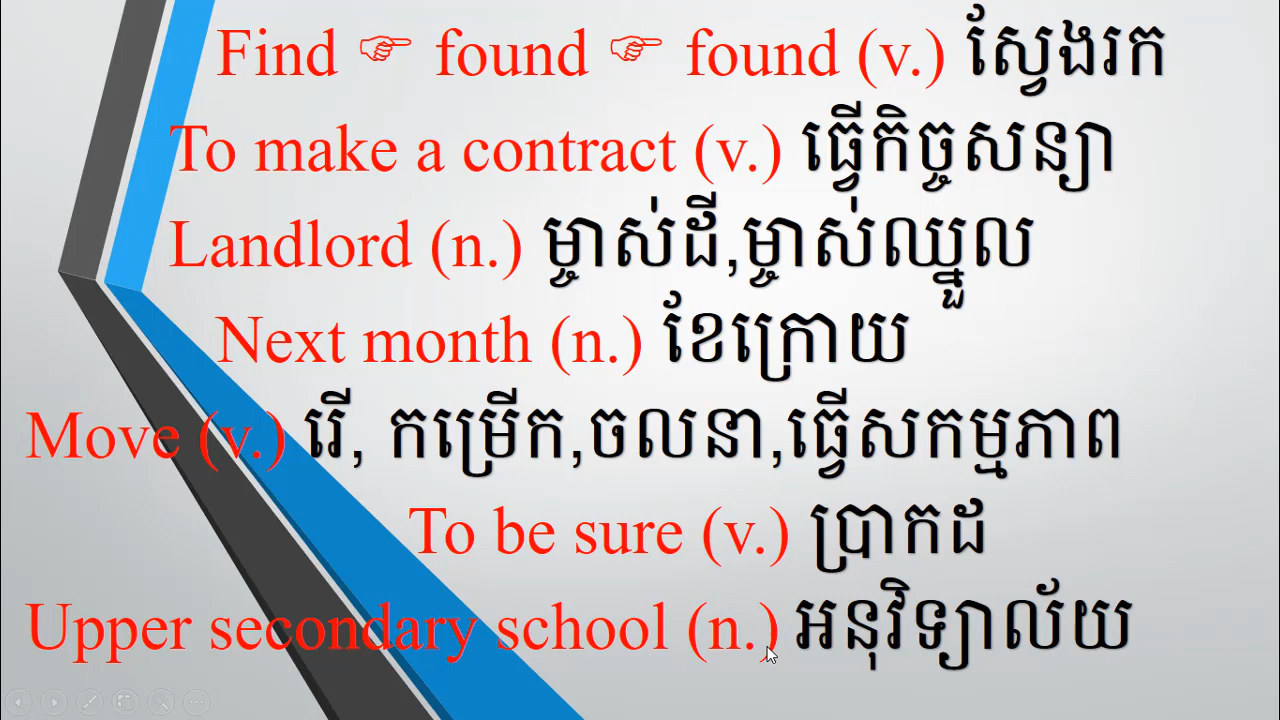 Find ☞ found ☞ found (v.) ស្វែងរក
To make a contract (v.) ធ្វើកិច្ចសន្យា
Landlord (n.) ម្ចាស់ដី,ម្ចាស់ឈ្នួល
Next month (n.) ខែក្រោយ
Move (v.) រើ, កម្រើក,ចលនា,ធ្វើសកម្មភាព
To be sure (v.) ប្រាកដ
Upper secondary school (n.) អនុវិទ្យាល័យ